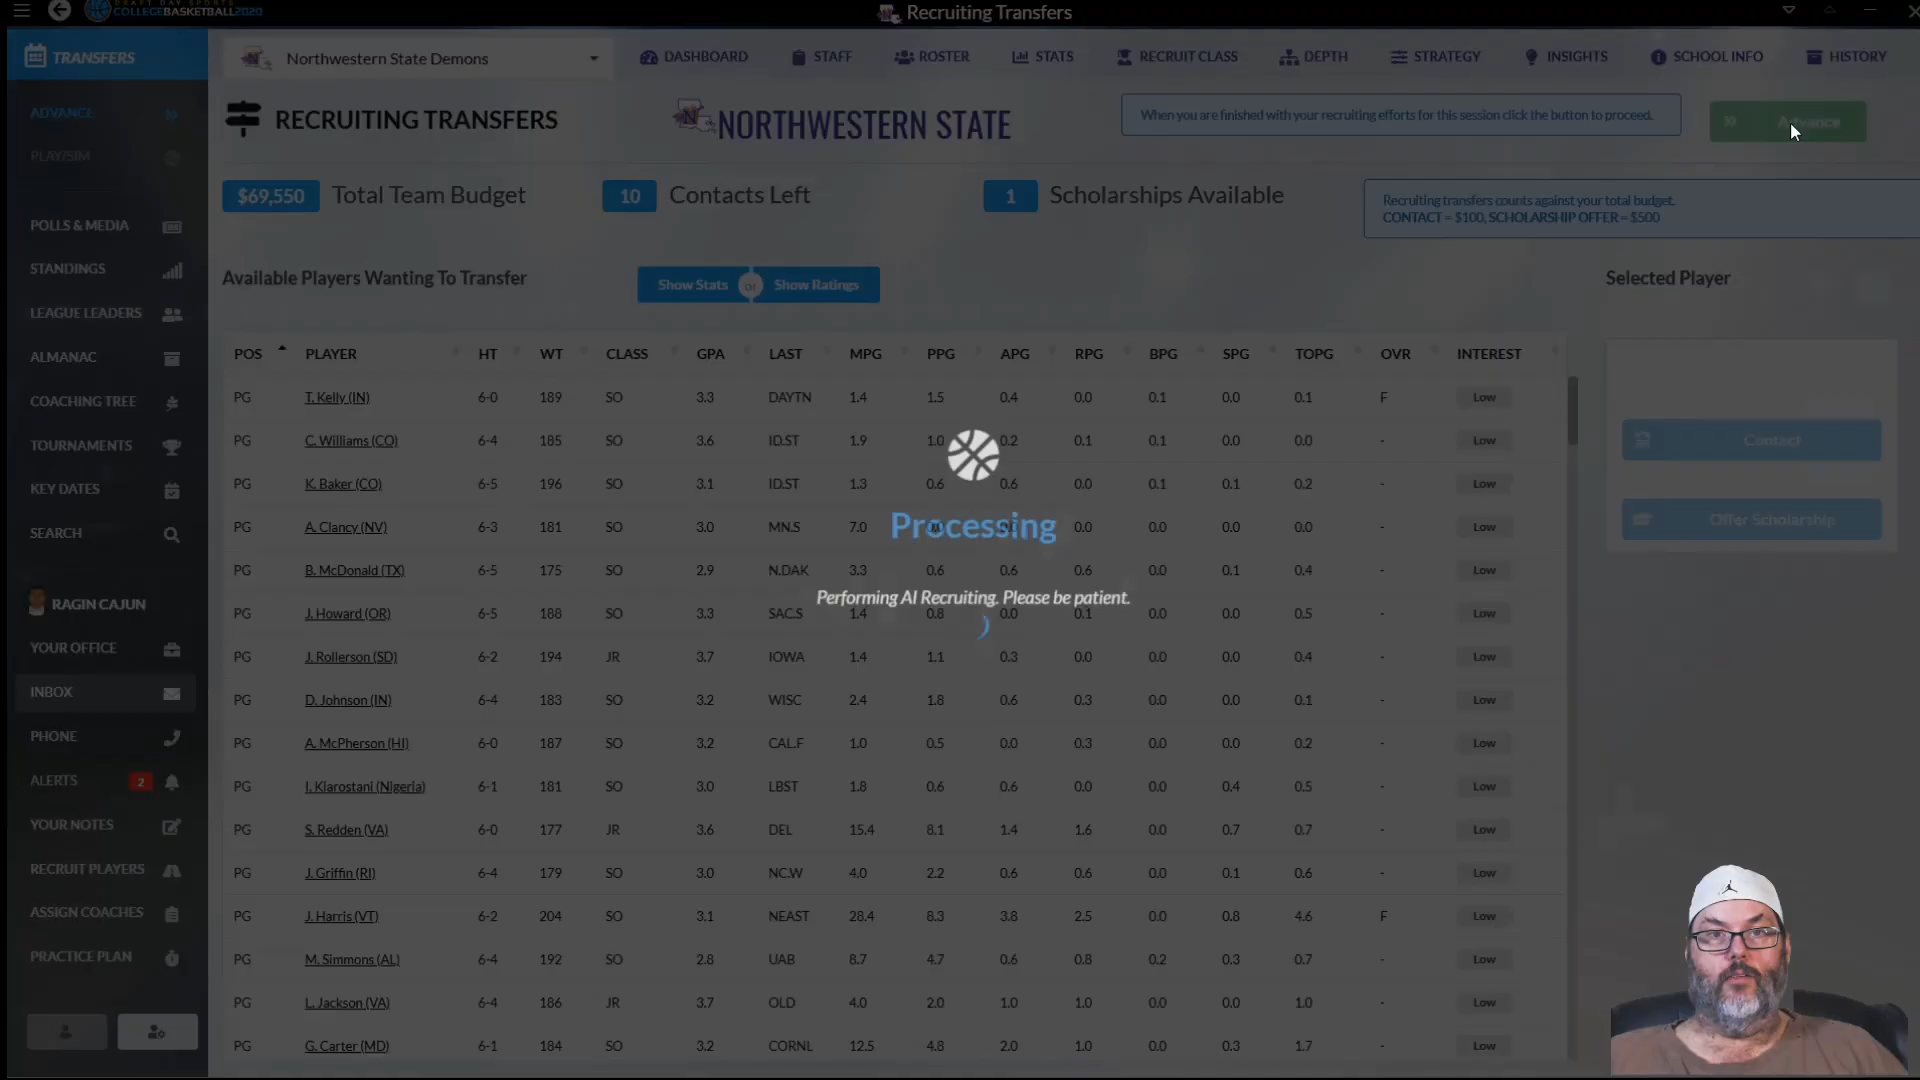 DRAFT DAY SPORTS
COLLEGE BASKETBALL 2020
Recruiting Transfers
TRANSFERS
Northwestern State Demons
DASHBOARD STAFF ROSTER STATS RECRUIT CLASS DEPTH STRATEGY INSIGHTS SCHOOL INFO HISTORY
ADVANCE
PLAY/SIM
POLLS & MEDIA
STANDINGS
LEAGUE LEADERS
ALMANAC
COACHING TREE
TOURNAMENTS
KEY DATES
SEARCH
RAGIN CAJUN
YOUR OFFICE
INBOX
PHONE
ALERTS 2
YOUR NOTES
RECRUIT PLAYERS
ASSIGN COACHES
PRACTICE PLAN
RECRUITING TRANSFERS
NORTHWESTERN STATE
When you are finished with your recruiting efforts for this session click the button to proceed.
Advance
$69,550 Total Team Budget
10 Contacts Left
1 Scholarships Available
Recruiting transfers counts against your total budget.
CONTACT = $100, SCHOLARSHIP OFFER = $500
Available Players Wanting To Transfer
Show Stats or Show Ratings
Selected Player
Contact
Offer Scholarship
POS PLAYER HT WT CLASS GPA LAST MPG PPG APG RPG BPG SPG TOPG OVR INTEREST
PG T. Kelly (IN) 6-0 189 SO 3.3 DAYTN 1.4 1.5 0.4 0.0 0.1 0.0 0.1 F Low
PG C. Williams (CO) 6-4 185 SO 3.6 ID.ST 1.9 1.0 0.2 0.1 0.1 0.0 0.0 - Low
PG K. Baker (CO) 6-5 196 SO 3.1 ID.ST 1.3 0.6 0.6 0.0 0.1 0.1 0.2 - Low
PG A. Clancy (NV) 6-3 181 SO 3.0 MN.S 7.0 0.0 0.0 0.0 0.0 - Low
PG B. McDonald (TX) 6-5 175 SO 2.9 N.DAK 3.3 0.6 0.6 0.6 0.0 0.1 0.4 - Low
PG J. Howard (OR) 6-5 188 SO 3.3 SAC.S 1.4 0.8 0.0 0.1 0.0 0.0 0.5 - Low
PG J. Rollerson (SD) 6-2 194 JR 3.7 IOWA 1.4 1.1 0.3 0.0 0.0 0.0 0.4 - Low
PG D. Johnson (IN) 6-4 183 SO 3.2 WISC 2.4 1.8 0.6 0.3 0.0 0.0 0.1 - Low
PG A. McPherson (HI) 6-0 187 SO 3.2 CAL.F 1.0 0.5 0.0 0.3 0.0 0.0 0.2 - Low
PG I. Kiarostani (Nigeria) 6-1 181 SO 3.0 LBST 1.8 0.6 0.6 0.0 0.0 0.4 0.5 - Low
PG S. Redden (VA) 6-0 177 JR 3.6 DEL 15.4 8.1 1.4 1.6 0.0 0.7 0.7 - Low
PG J. Griffin (RI) 6-4 179 SO 3.0 NC.W 4.0 2.2 0.6 0.6 0.0 0.1 0.6 - Low
PG J. Harris (VT) 6-2 204 SO 3.1 NEAST 28.4 8.3 3.8 2.5 0.0 0.8 4.6 F Low
PG M. Simmons (AL) 6-4 192 SO 2.8 UAB 8.7 4.7 0.6 0.8 0.2 0.3 0.7 - Low
PG L. Jackson (VA) 6-4 186 JR 3.7 OLD 4.0 2.0 1.0 1.0 0.0 0.0 1.0 - Low
PG G. Carter (MD) 6-1 184 SO 3.2 CORNL 12.5 4.8 2.0 1.0 0.0 0.3 1.7 - Low
Processing
Performing AI Recruiting. Please be patient.